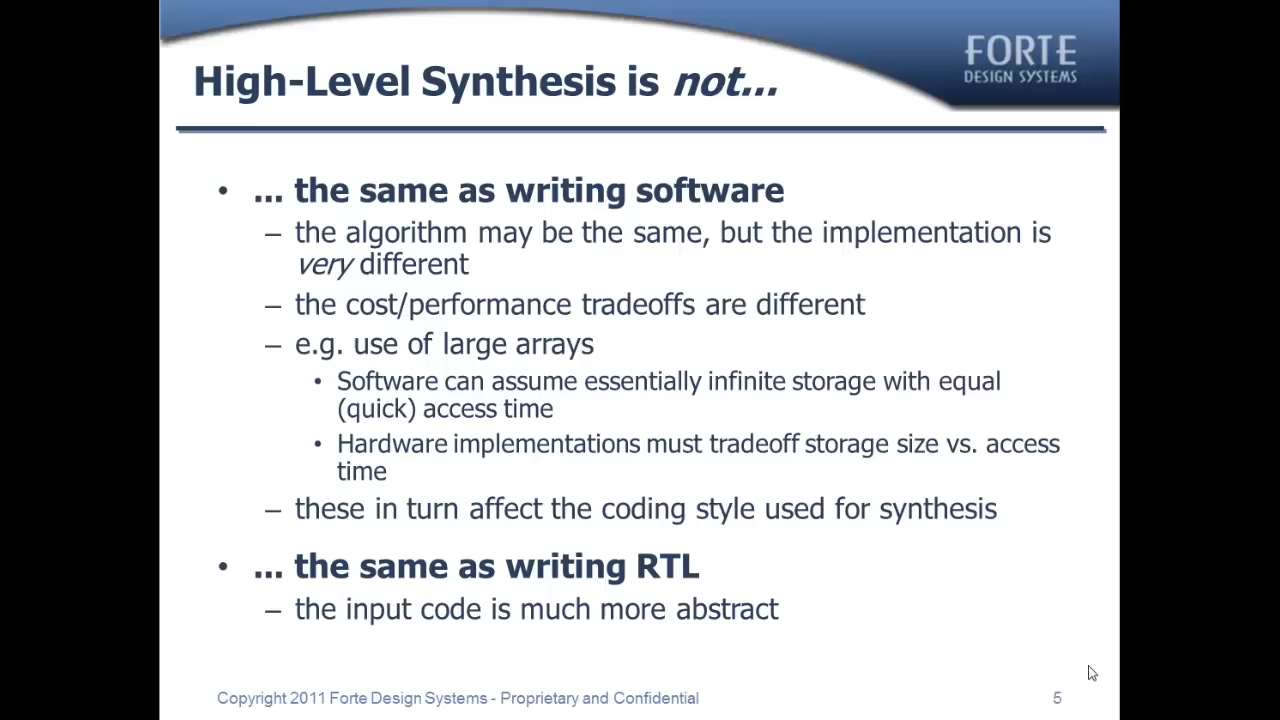 FORTE
DESIGN SYSTEMS
High-Level Synthesis is not...
• ... the same as writing software
– the algorithm may be the same, but the implementation is
very different
– the cost/performance tradeoffs are different
– e.g. use of large arrays
• Software can assume essentially infinite storage with equal
(quick) access time
• Hardware implementations must tradeoff storage size vs. access
time
– these in turn affect the coding style used for synthesis
• ... the same as writing RTL
– the input code is much more abstract
Copyright 2011 Forte Design Systems - Proprietary and Confidential
5